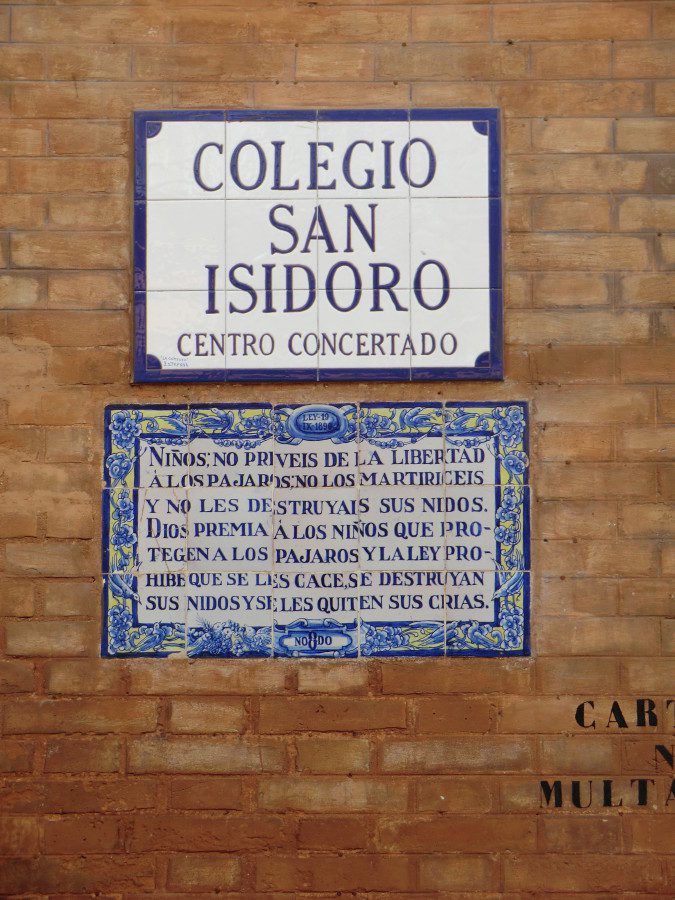 COLEGIO
SAN
ISIDORO
CENTRO CONCERTADO
LEY-19
IX-1896
NIÑOS, NO PRIVEIS DE LA LIBERTAD
Á LOS PAJAROS; NO LOS MARTIRICEIS
Y NO LES DESTRUYAIS SUS NIDOS.
DIOS PREMIA Á LOS NIÑOS QUE PRO-
TEGEN A LOS PAJAROS Y LA LEY PRO-
HIBE QUE SE LES CACE, SE DESTRUYAN
SUS NIDOS Y SE LES QUITEN SUS CRIAS.
NO8DO
CART
N
MULTA